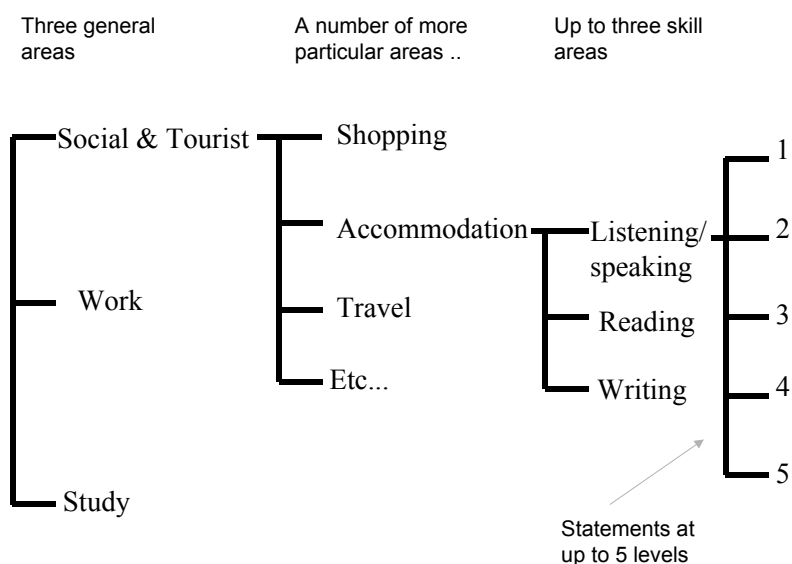 Three general
areas
A number of more
particular areas ..
Up to three skill
areas
Social & Tourist
Work
Study
Shopping
Accommodation
Travel
Etc...
Listening/
speaking
Reading
Writing
1
2
3
4
5
Statements at
up to 5 levels